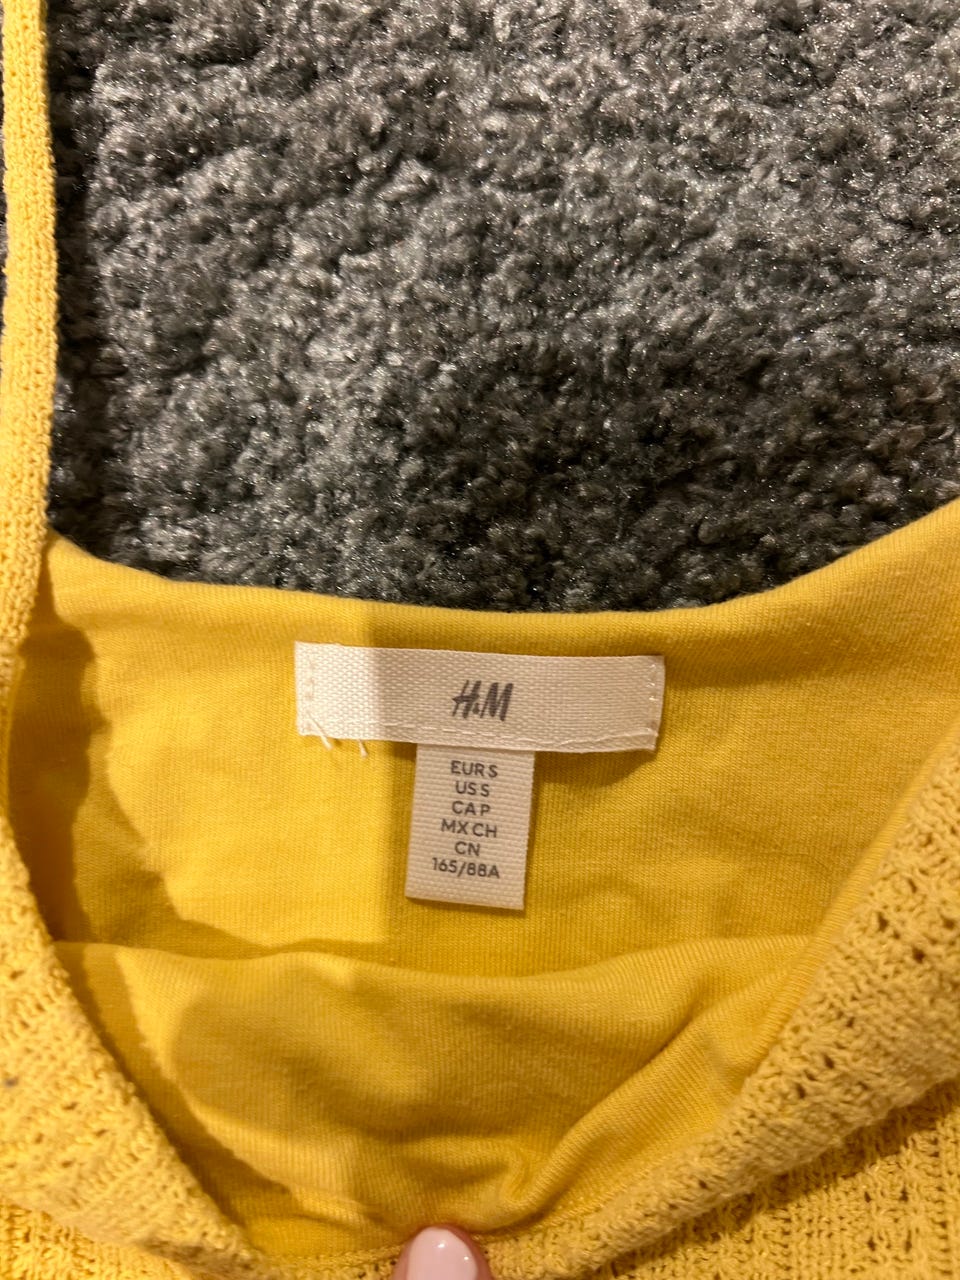 H&M
EUR S
US S
CA P
MX CH
CN
165/88A